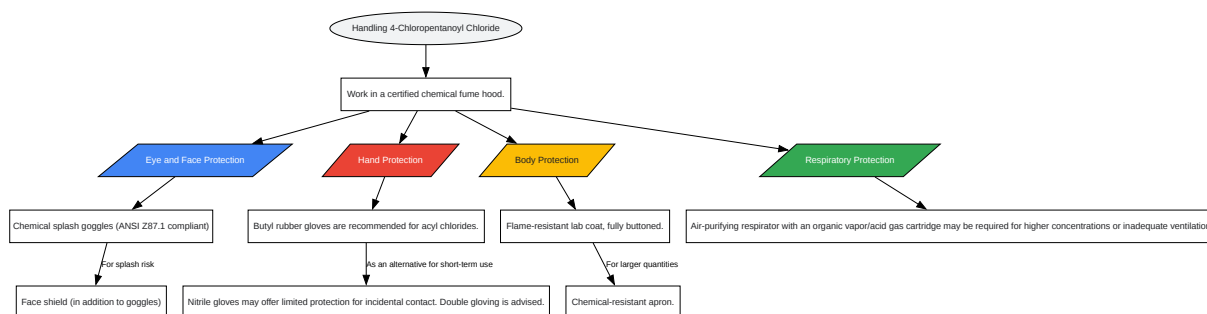 Handling 4-Chloropentanoyl Chloride
Work in a certified chemical fume hood.
Eye and Face Protection
Hand Protection
Body Protection
Respiratory Protection
Chemical splash goggles (ANSI Z87.1 compliant)
Butyl rubber gloves are recommended for acyl chlorides.
Flame-resistant lab coat, fully buttoned.
Air-purifying respirator with an organic vapor/acid gas cartridge may be required for higher concentrations or inadequate ventilation
For splash risk
As an alternative for short-term use
For larger quantities
Face shield (in addition to goggles)
Nitrile gloves may offer limited protection for incidental contact. Double gloving is advised.
Chemical-resistant apron.